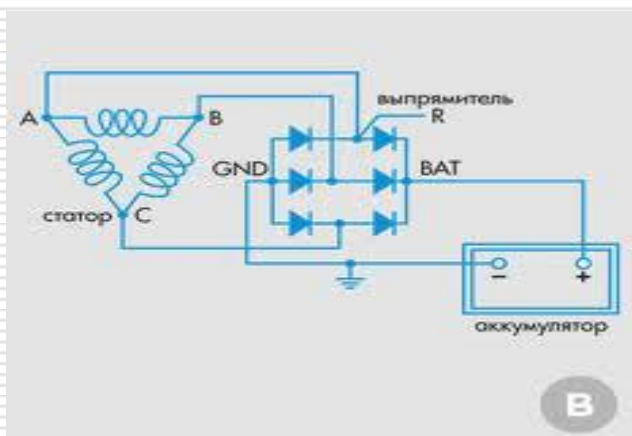 выпрямитель
A
B
R
GND
BAT
статор C
− +
аккумулятор
B